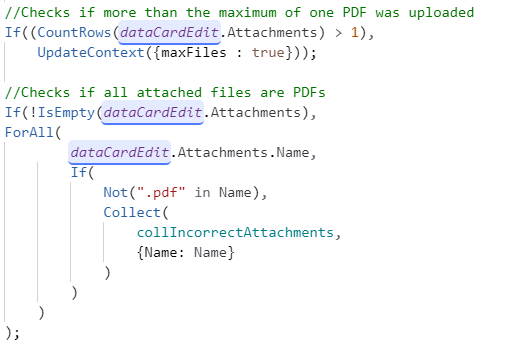 //Checks if more than the maximum of one PDF was uploaded
If((CountRows(dataCardEdit.Attachments) > 1),
    UpdateContext({maxFiles : true}));

//Checks if all attached files are PDFs
If(!IsEmpty(dataCardEdit.Attachments),
ForAll(
        dataCardEdit.Attachments.Name,
        If(
            Not(".pdf" in Name),
            Collect(
                collIncorrectAttachments,
                {Name: Name}
            )
        )
    )
);